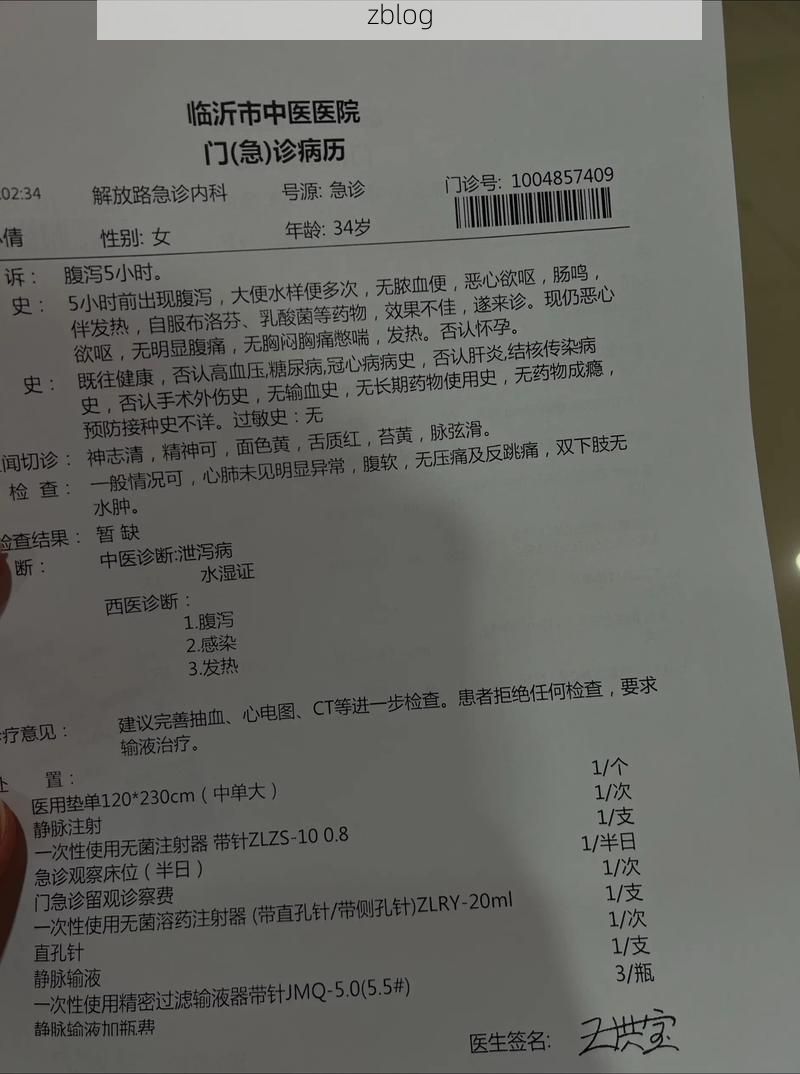 zblog
临沂市中医医院
门(急)诊病历
02:34 解放路急诊内科 号源: 急诊 门诊号: 1004857409
倩 性别: 女 年龄: 34岁
诉： 腹泻5小时。
史： 5小时前出现腹泻，大便水样便多次，无脓血便，恶心欲呕，肠鸣，
伴发热，自服布洛芬、乳酸菌等药物，效果不佳，遂来诊。现仍恶心
欲呕，无明显腹痛，无胸闷胸痛憋喘，发热。否认怀孕。
史： 既往健康，否认高血压,糖尿病,冠心病病史，否认肝炎,结核传染病
史，否认手术外伤史，无输血史，无长期药物使用史，无药物成瘾，
预防接种史不详。过敏史：无
闻切诊： 神志清，精神可，面色黄，舌质红，苔黄，脉弦滑。
检 查： 一般情况可，心肺未见明显异常，腹软，无压痛及反跳痛，双下肢无
水肿。
检查结果： 暂 缺
断： 中医诊断:泄泻病
水湿证
西医诊断：
1.腹泻
2.感染
3.发热
疗意见： 建议完善抽血、心电图、CT等进一步检查。患者拒绝任何检查，要求
输液治疗。
处 置：
医用垫单120*230cm（中单大） 1/个
静脉注射 1/次
一次性使用无菌注射器 带针ZLZS-10 0.8 1/支
急诊观察床位（半日） 1/半日
门急诊留观诊察费 1/次
一次性使用无菌溶药注射器 (带直孔针/带侧孔针)ZLRY-20ml 1/支
直孔针
静脉输液 1/次
一次性使用精密过滤输液器带针JMQ-5.0(5.5#) 1/支
静脉输液加瓶费 3/瓶
医生签名: